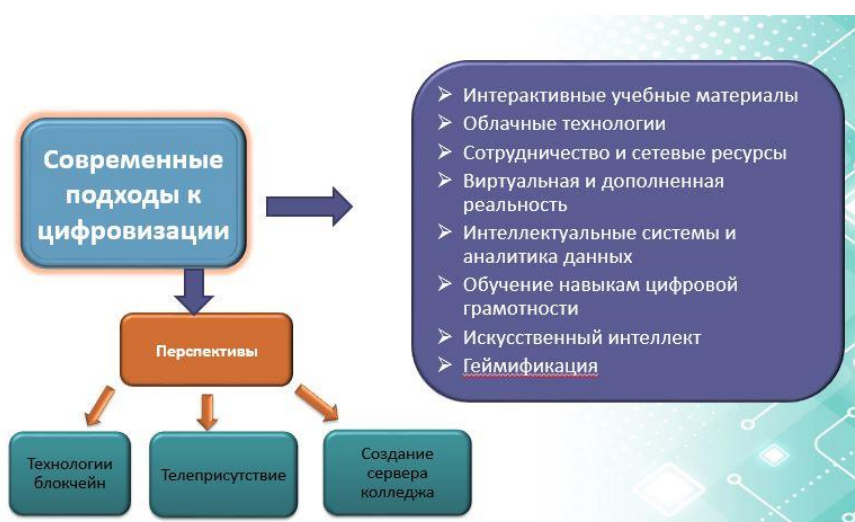 Современные
подходы к
цифровизации
Интерактивные учебные материалы
Облачные технологии
Сотрудничество и сетевые ресурсы
Виртуальная и дополненная
реальность
Интеллектуальные системы и
аналитика данных
Обучение навыкам цифровой
грамотности
Искусственный интеллект
Геймификация
Перспективы
Технологии
блокчейн
Телеприсутствие
Создание
сервера
колледжа